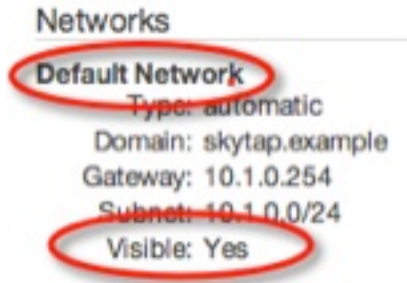 Networks
Default Network
Type: automatic
Domain: skytap.example
Gateway: 10.1.0.254
Subnet: 10.1.0.0/24
Visible: Yes